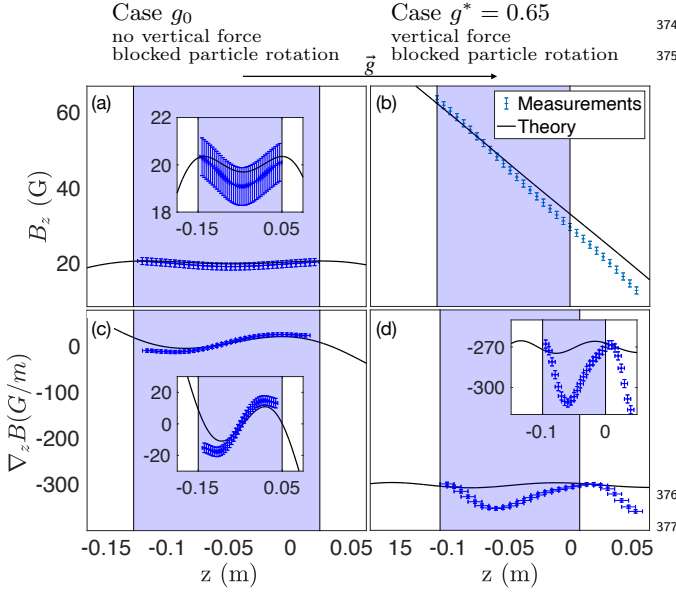 Case g₀
no vertical force
blocked particle rotation
Case g* = 0.65
vertical force
blocked particle rotation
374
375
g⃗
(a)
(b)
Measurements
Theory
60
40
20
B_z (G)
22
20
18
-0.15
0.05
(c)
(d)
0
-100
-200
-300
∇_z B(G/m)
20
0
-20
-0.15
0.05
-270
-300
-0.1
0
376
377
-0.15
-0.1
-0.05
0
0.05
15
-0.1
-0.05
0
0.05
z (m)
z (m)